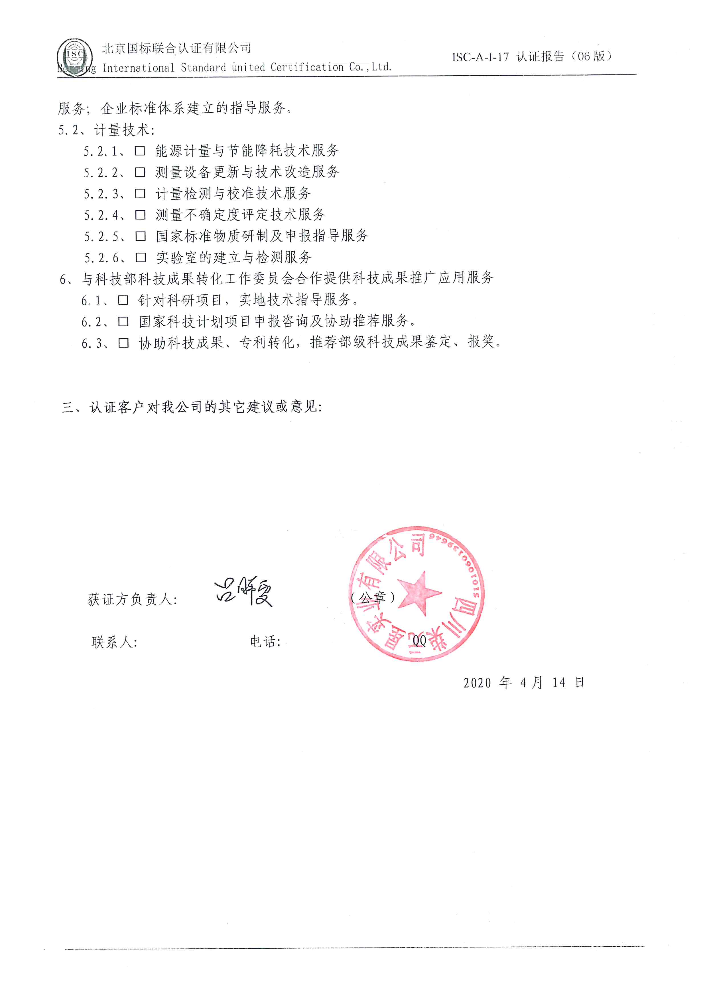 北京国标联合认证有限公司
ISC-A-I-17 认证报告（06版）
Beijing International Standard united Certification Co.,Ltd.
ISC
服务；企业标准体系建立的指导服务。
5.2、计量技术：
5.2.1、□ 能源计量与节能降耗技术服务
5.2.2、□ 测量设备更新与技术改造服务
5.2.3、□ 计量检测与校准技术服务
5.2.4、□ 测量不确定度评定技术服务
5.2.5、□ 国家标准物质研制及申报指导服务
5.2.6、□ 实验室的建立与检测服务
6、与科技部科技成果转化工作委员会合作提供科技成果推广应用服务
6.1、□ 针对科研项目，实地技术指导服务。
6.2、□ 国家科技计划项目申报咨询及协助推荐服务。
6.3、□ 协助科技成果、专利转化，推荐部级科技成果鉴定、报奖。
三、认证客户对我公司的其它建议或意见：
获证方负责人：
（公章）
联系人：
电话：
QQ
2020 年 4 月 14 日